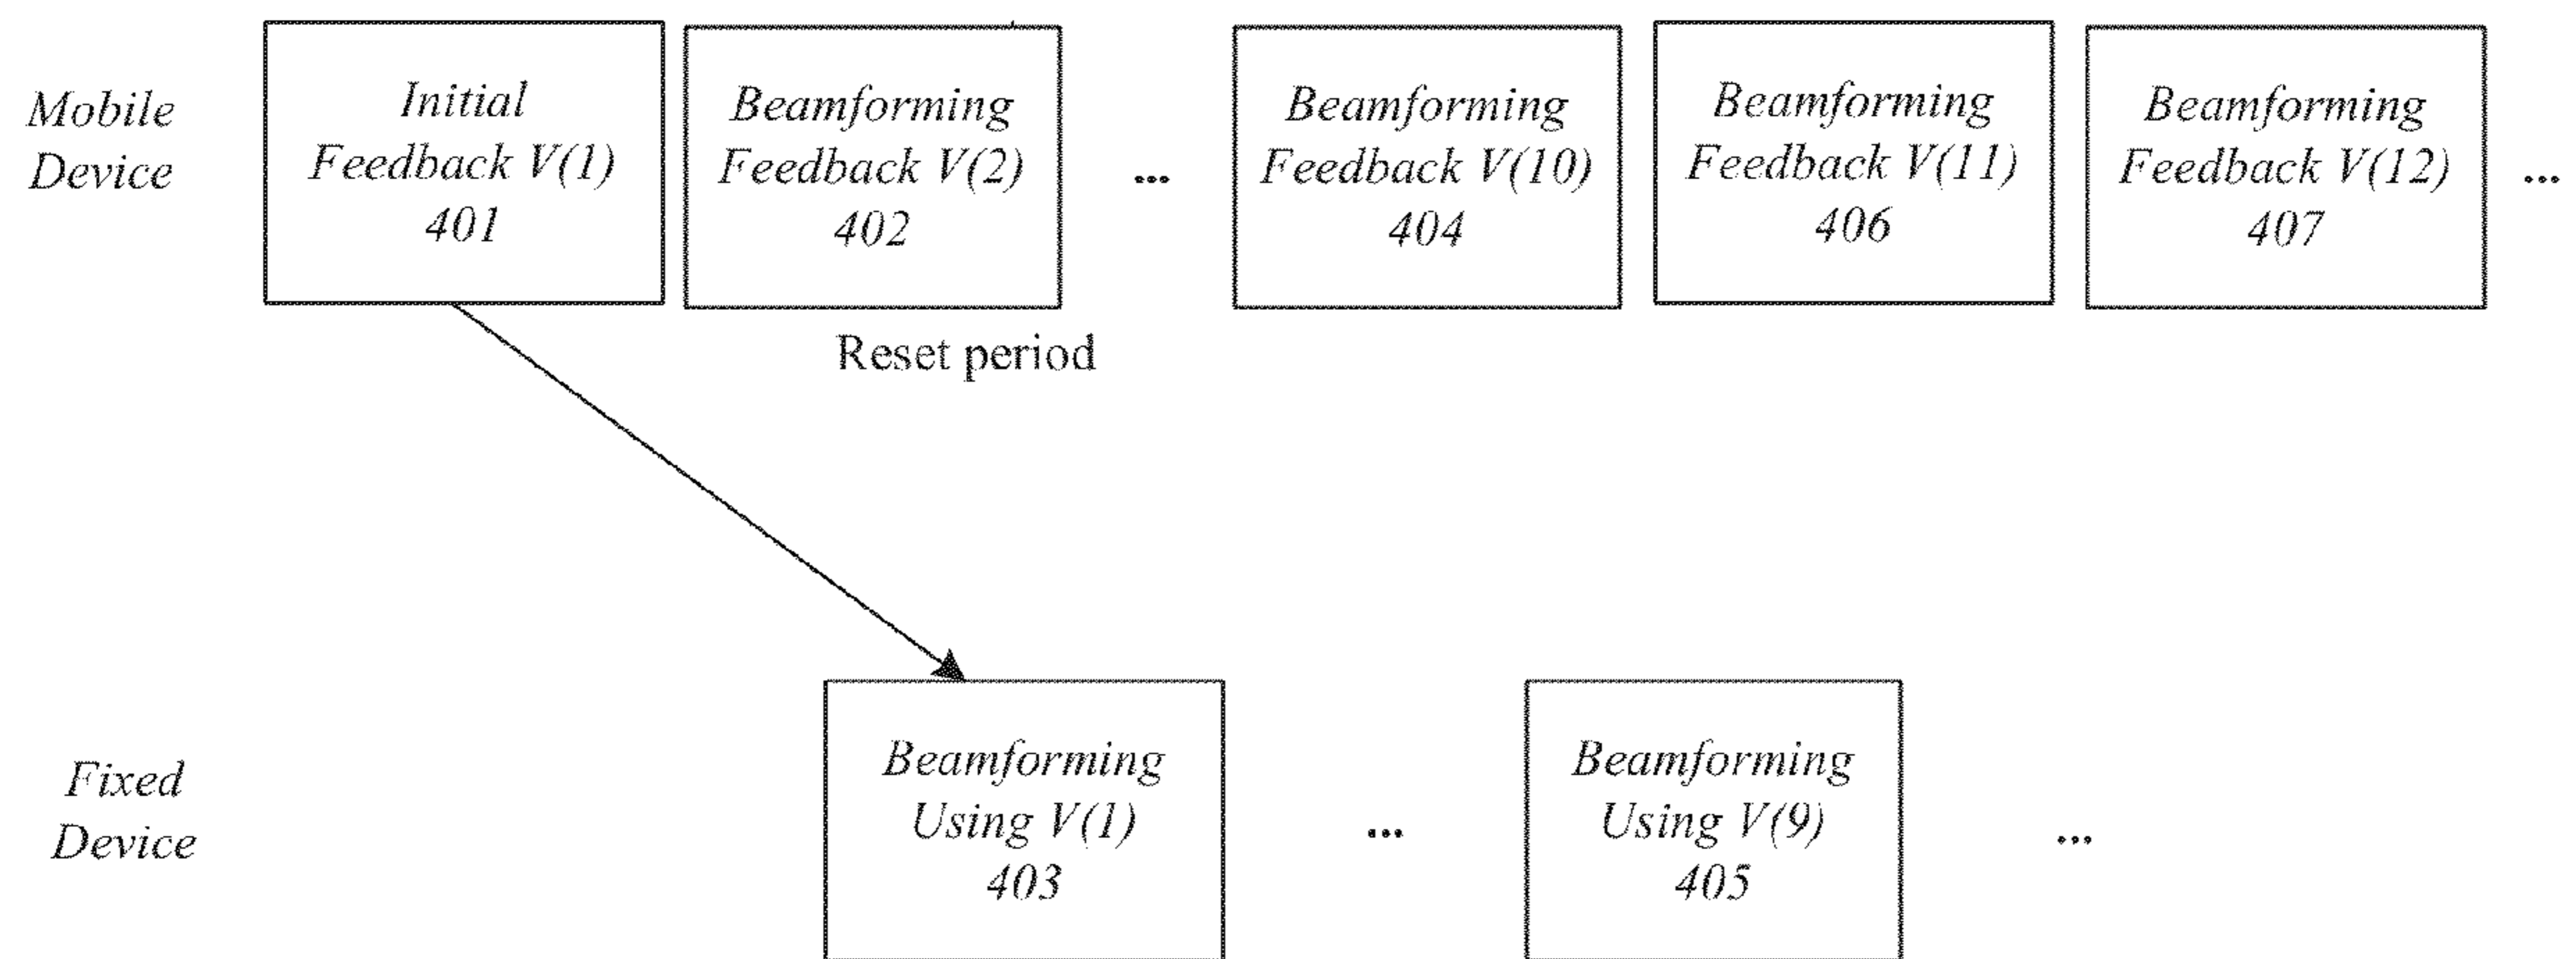 Mobile
Device
Initial
Feedback V(1)
401
Beamforming
Feedback V(2)
402
...
Beamforming
Feedback V(10)
404
Beamforming
Feedback V(11)
406
Beamforming
Feedback V(12)
407
...
Reset period
Fixed
Device
Beamforming
Using V(1)
403
...
Beamforming
Using V(9)
405
...